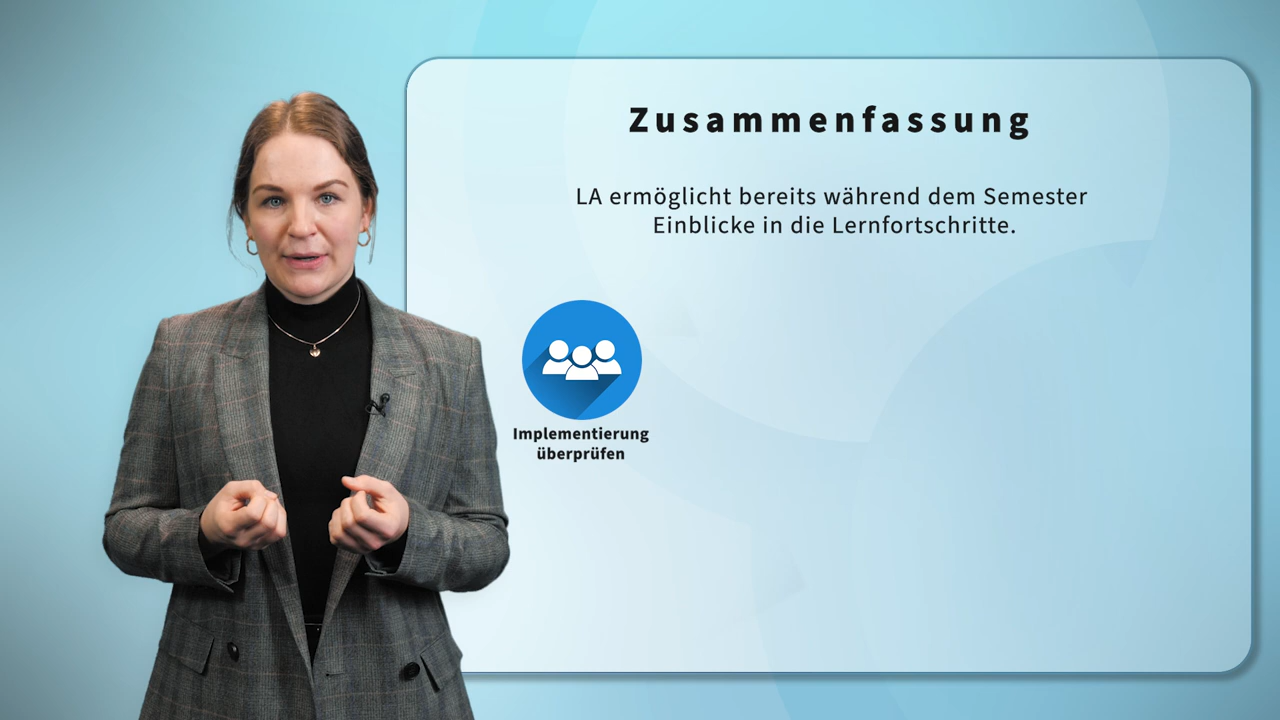 Zusammenfassung
LA ermöglicht bereits während dem Semester
Einblicke in die Lernfortschritte.
Implementierung
überprüfen